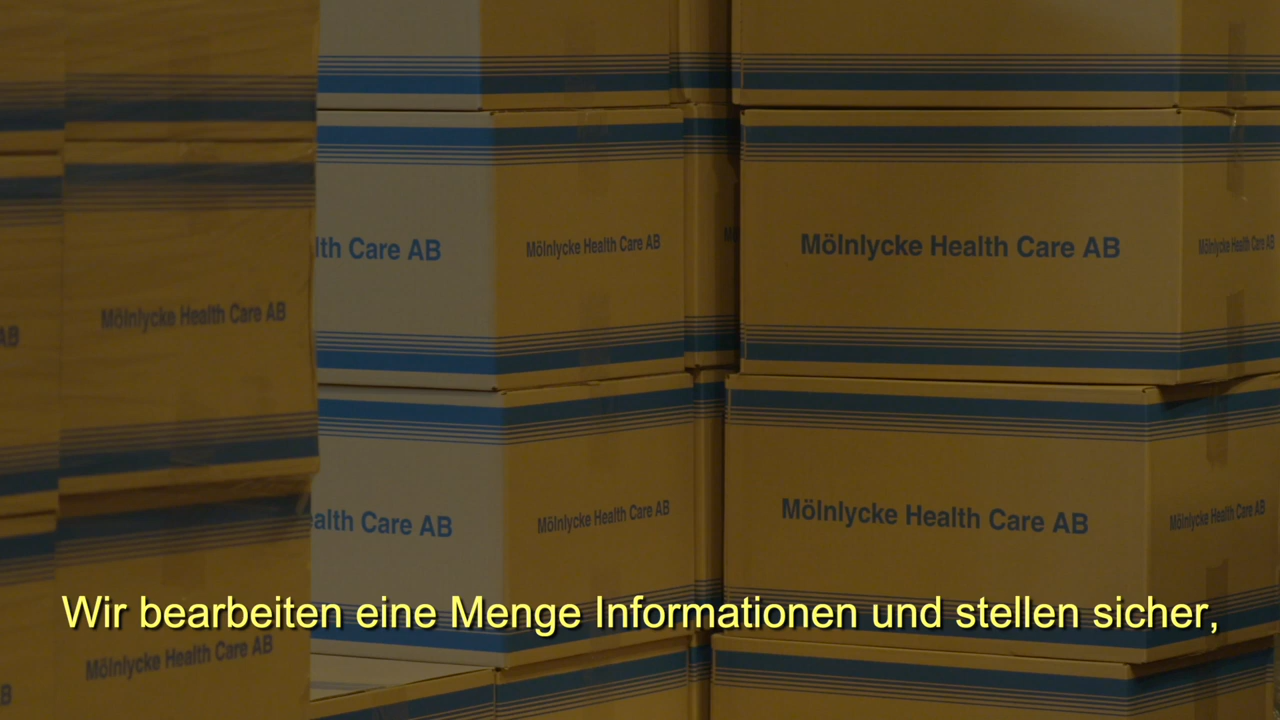 lth Care AB
Mölnlycke Health Care AB
Mölnlycke Health Care AB
Mölnlycke Health Care AB
AB
Mölnlycke Health Care AB
ealth Care AB
Mölnlycke Health Care AB
Mölnlycke Health Care AB
Mölnlycke Health Care AB
Wir bearbeiten eine Menge Informationen und stellen sicher,
Mölnlycke Health Care AB